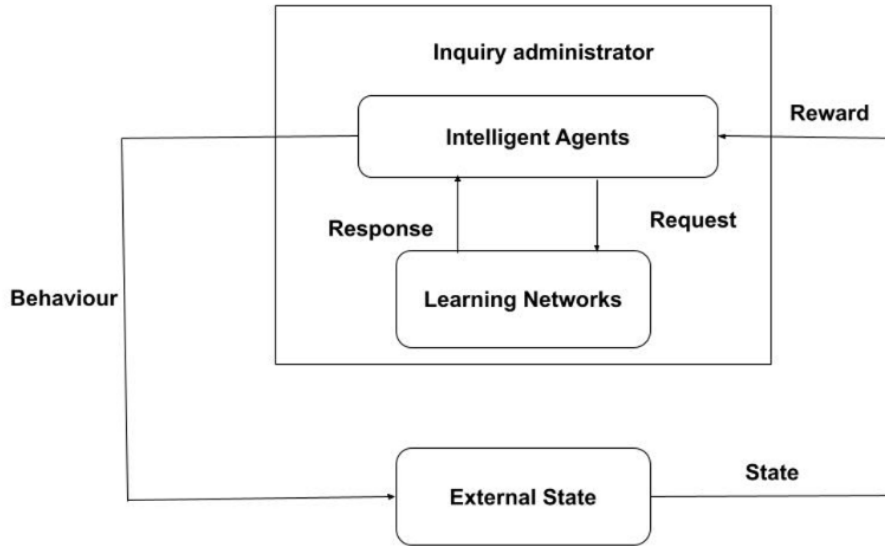 Inquiry administrator
Reward
Intelligent Agents
Response
Request
Behaviour
Learning Networks
State
External State